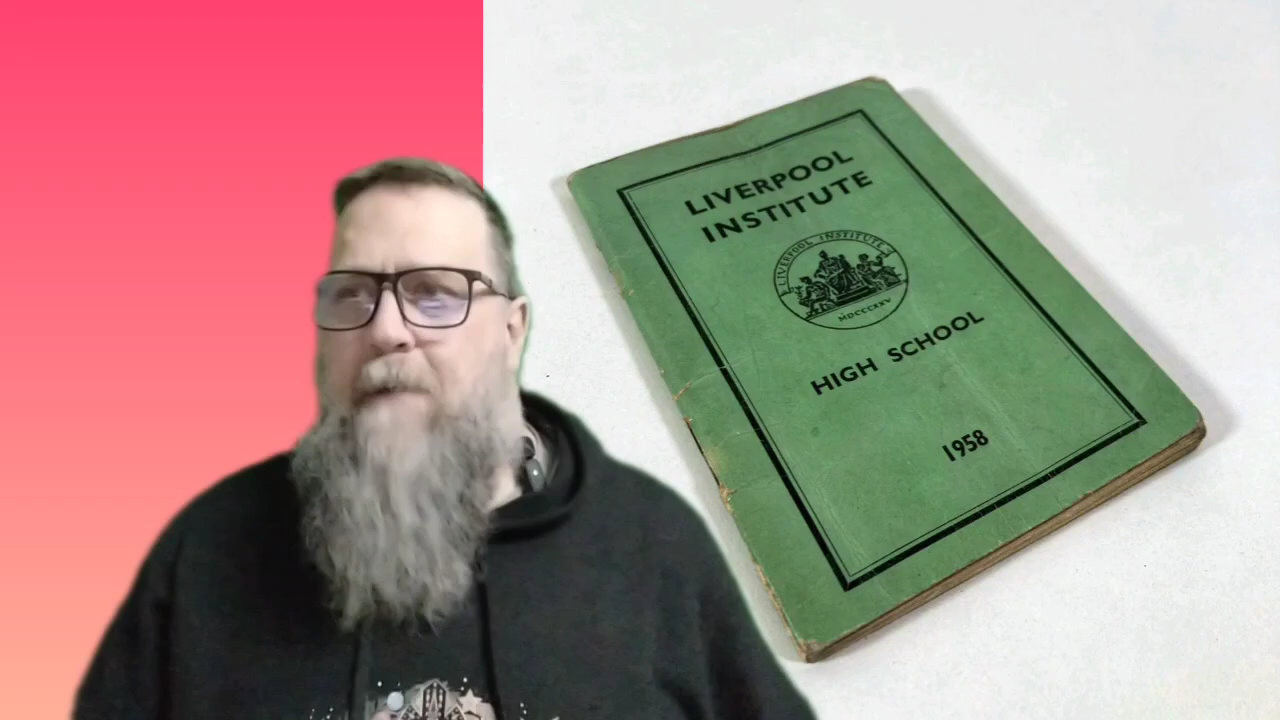 LIVERPOOL
INSTITUTE
LIVERPOOL INSTITUTE
MDCCCXXV
HIGH SCHOOL
1958